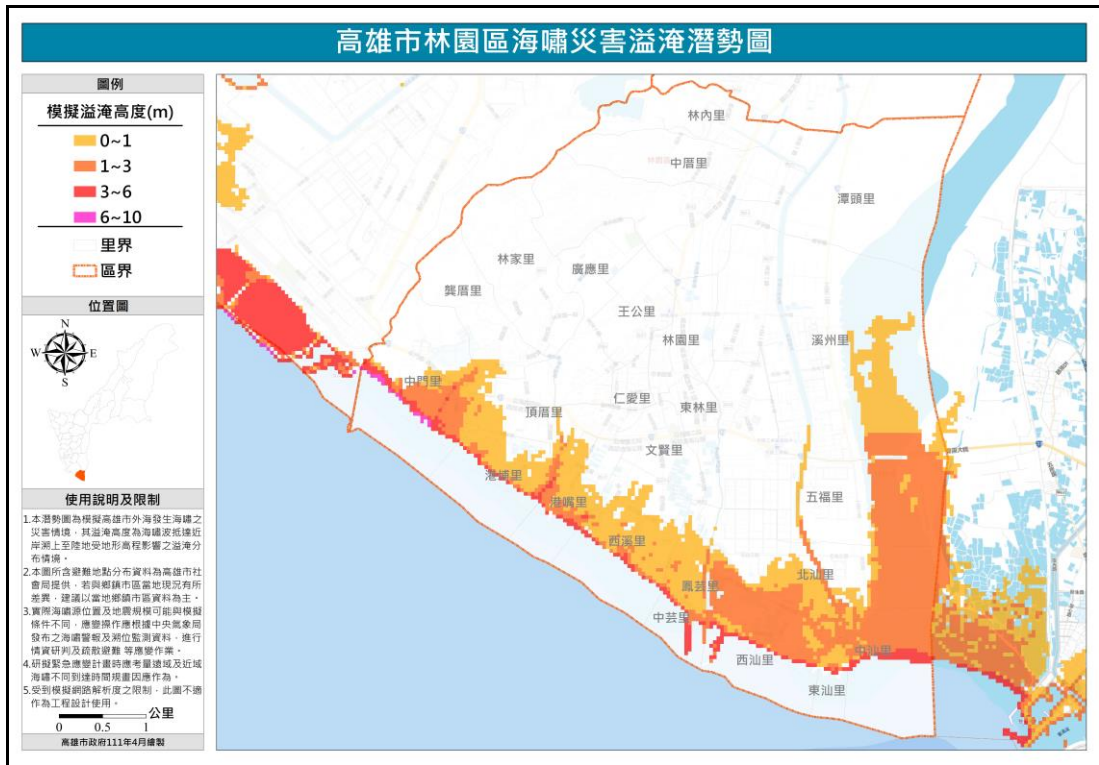 高雄市林園區海嘯災害溢淹潛勢圖
圖例
模擬溢淹高度(m)
0~1
1~3
3~6
6~10
里界
區界
位置圖
N
W
E
S
使用說明及限制
1.本潛勢圖為模擬高雄市外海發生海嘯之
災害情境，其溢淹高度為海嘯波抵達近
岸溯上至陸地受地形高程影響之溢淹分
布情境。
2.本圖所含避難地點分布資料為高雄市社
會局提供，若與鄉鎮市區當地現況有所
差異，建議以當地鄉鎮市區資料為主。
3.實際海嘯源位置及地震規模可能與模擬
條件不同，應變操作應根據中央氣象局
發布之海嘯警報及潮位監測資料，進行
情資研判及疏散避難 等應變作業。
4.研擬緊急應變計畫時應考量遠域及近域
海嘯不同到達時間規畫因應作為。
5.受到模擬網路解析度之限制，此圖不適
作為工程設計使用。
公里
0 0.5 1
高雄市政府111年4月繪製
林內里
中厝里
潭頭里
林家里
廣應里
龔厝里
王公里
林園里
溪州里
中門里
仁愛里
東林里
頂厝里
文賢里
港埔里
港嘴里
五福里
西溪里
鳳芸里
北汕里
中芸里
西汕里
中汕里
東汕里